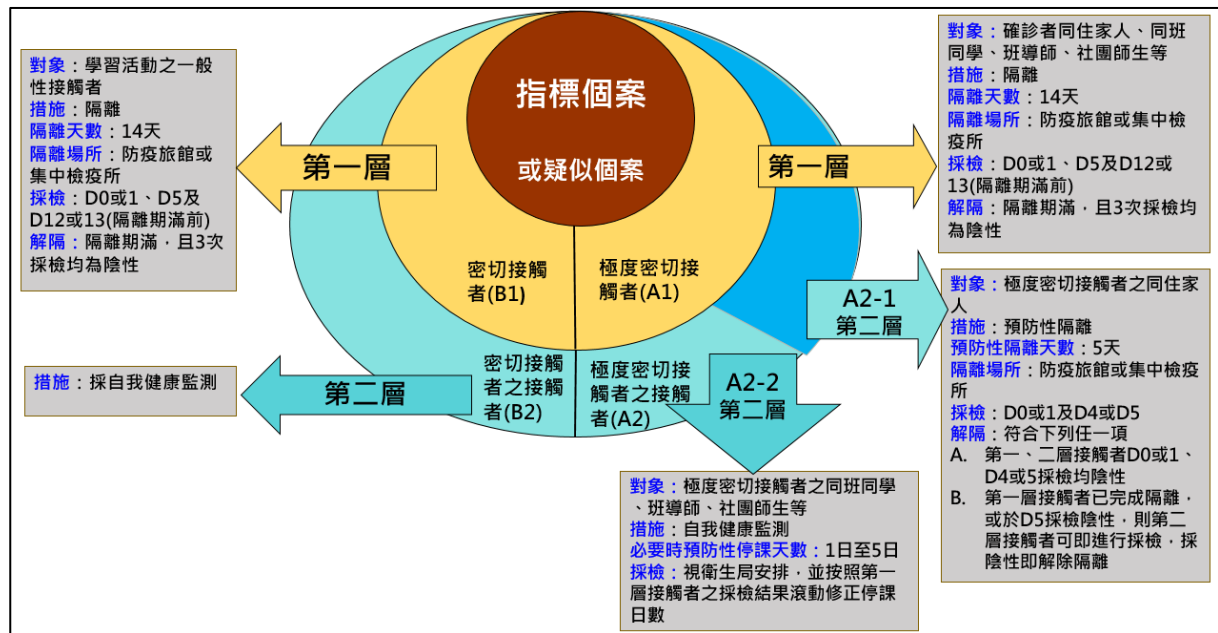 對象：學習活動之一般
性接觸者
措施：隔離
隔離天數：14天
隔離場所：防疫旅館或
集中檢疫所
採檢：D0或1、D5及
D12或13(隔離期滿前)
解隔：隔離期滿，且3次
採檢均為陰性
第一層
指標個案
或疑似個案
第一層
對象：確診者同住家人、同班
同學、班導師、社團師生等
措施：隔離
隔離天數：14天
隔離場所：防疫旅館或集中檢
疫所
採檢：D0或1、D5及D12或
13(隔離期滿前)
解隔：隔離期滿，且3次採檢均
為陰性
密切接觸
者(B1)
極度密切接
觸者(A1)
A2-1
第二層
對象：極度密切接觸者之同住家
人
措施：預防性隔離
預防性隔離天數：5天
隔離場所：防疫旅館或集中檢疫
所
採檢：D0或1及D4或D5
解隔：符合下列任一項
A. 第一、二層接觸者D0或1、
D4或5採檢均陰性
B. 第一層接觸者已完成隔離，
或於D5採檢陰性，則第二
層接觸者可即進行採檢，採
陰性即解除隔離
措施：採自我健康監測
第二層
密切接觸
者之接觸
者(B2)
極度密切接
觸者之接觸
者(A2)
A2-2
第二層
對象：極度密切接觸者之同班同學
、班導師、社團師生等
措施：自我健康監測
必要時預防性停課天數：1日至5日
採檢：視衛生局安排，並按照第一
層接觸者之採檢結果滾動修正停課
日數